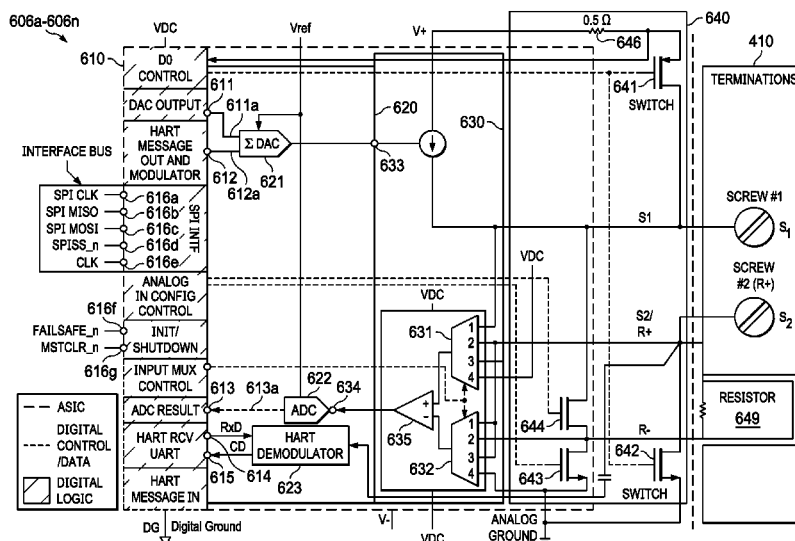 606a-606n
VDC
Vref
V+
0.5 Ω
646
640
610
D0
CONTROL
611
DAC OUTPUT
611a
620
630
641
SWITCH
410
TERMINATIONS
HART
MESSAGE
OUT AND
MODULATOR
Σ DAC
621
633
612
612a
INTERFACE BUS
SPI CLK
616a
SPI MISO
616b
SPI MOSI
616c
SPISS_n
616d
CLK
616e
SPI INTF
S1
SCREW #1
S1
VDC
SCREW
#2 (R+)
S2/
R+
S2
ANALOG
IN CONFIG
CONTROL
VDC
616f
FAILSAFE_n
MSTCLR_n
616g
INIT/
SHUTDOWN
631
1
2
3
4
INPUT MUX
CONTROL
613
613a
622
634
ADC RESULT
ADC
+
635
-
632
1
2
3
4
644
R-
RESISTOR
649
642
643
SWITCH
HART RCV
UART
RxD
CD
614
615
HART
DEMODULATOR
623
HART
MESSAGE IN
ASIC
DIGITAL
CONTROL
/DATA
DIGITAL
LOGIC
DG
Digital Ground
V-
VDC
ANALOG
GROUND